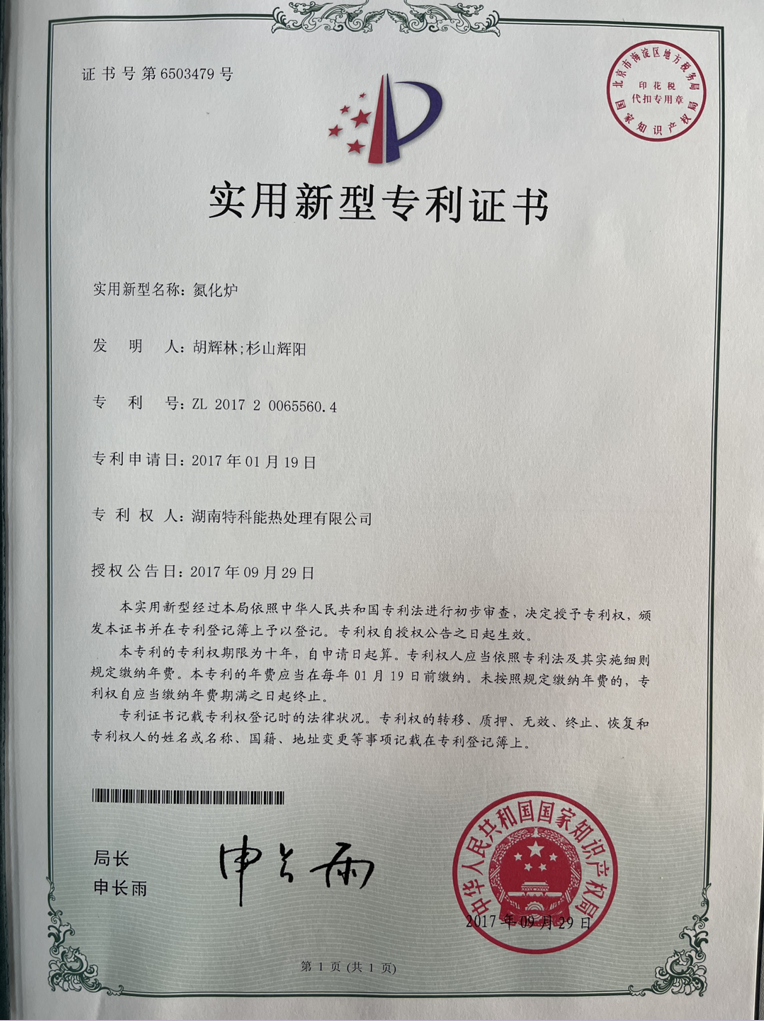 证书号第6503479号
北京市海淀区地方税务局
印花税
代扣专用章
国家知识产权局
实用新型专利证书
实用新型名称：氮化炉
发明人：胡辉林;杉山辉阳
专利号：ZL 2017 2 0065560.4
专利申请日：2017年01月19日
专利权人：湖南特科能热处理有限公司
授权公告日：2017年09月29日
本实用新型经过本局依照中华人民共和国专利法进行初步审查，决定授予专利权，颁
发本证书并在专利登记簿上予以登记。专利权自授权公告之日起生效。
本专利的专利权期限为十年，自申请日起算。专利权人应当依照专利法及其实施细则
规定缴纳年费。本专利的年费应当在每年01月19日前缴纳。未按照规定缴纳年费的，专
利权自应当缴纳年费期满之日起终止。
专利证书记载专利权登记时的法律状况。专利权的转移、质押、无效、终止、恢复和
专利权人的姓名或名称、国籍、地址变更等事项记载在专利登记簿上。
局长
申长雨
申长雨
中华人民共和国国家知识产权局
2017年09月29日
第1页(共1页)